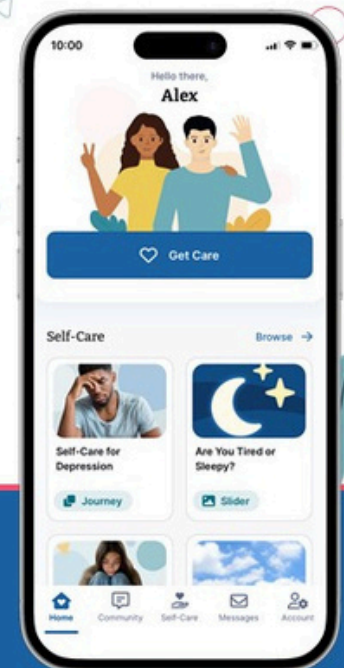 10:00
Hello there,
Alex
Get Care
Self-Care
Browse →
Self-Care for
Depression
Journey
Are You Tired or
Sleepy?
Slider
Home
Community
Self-Care
Messages
Account